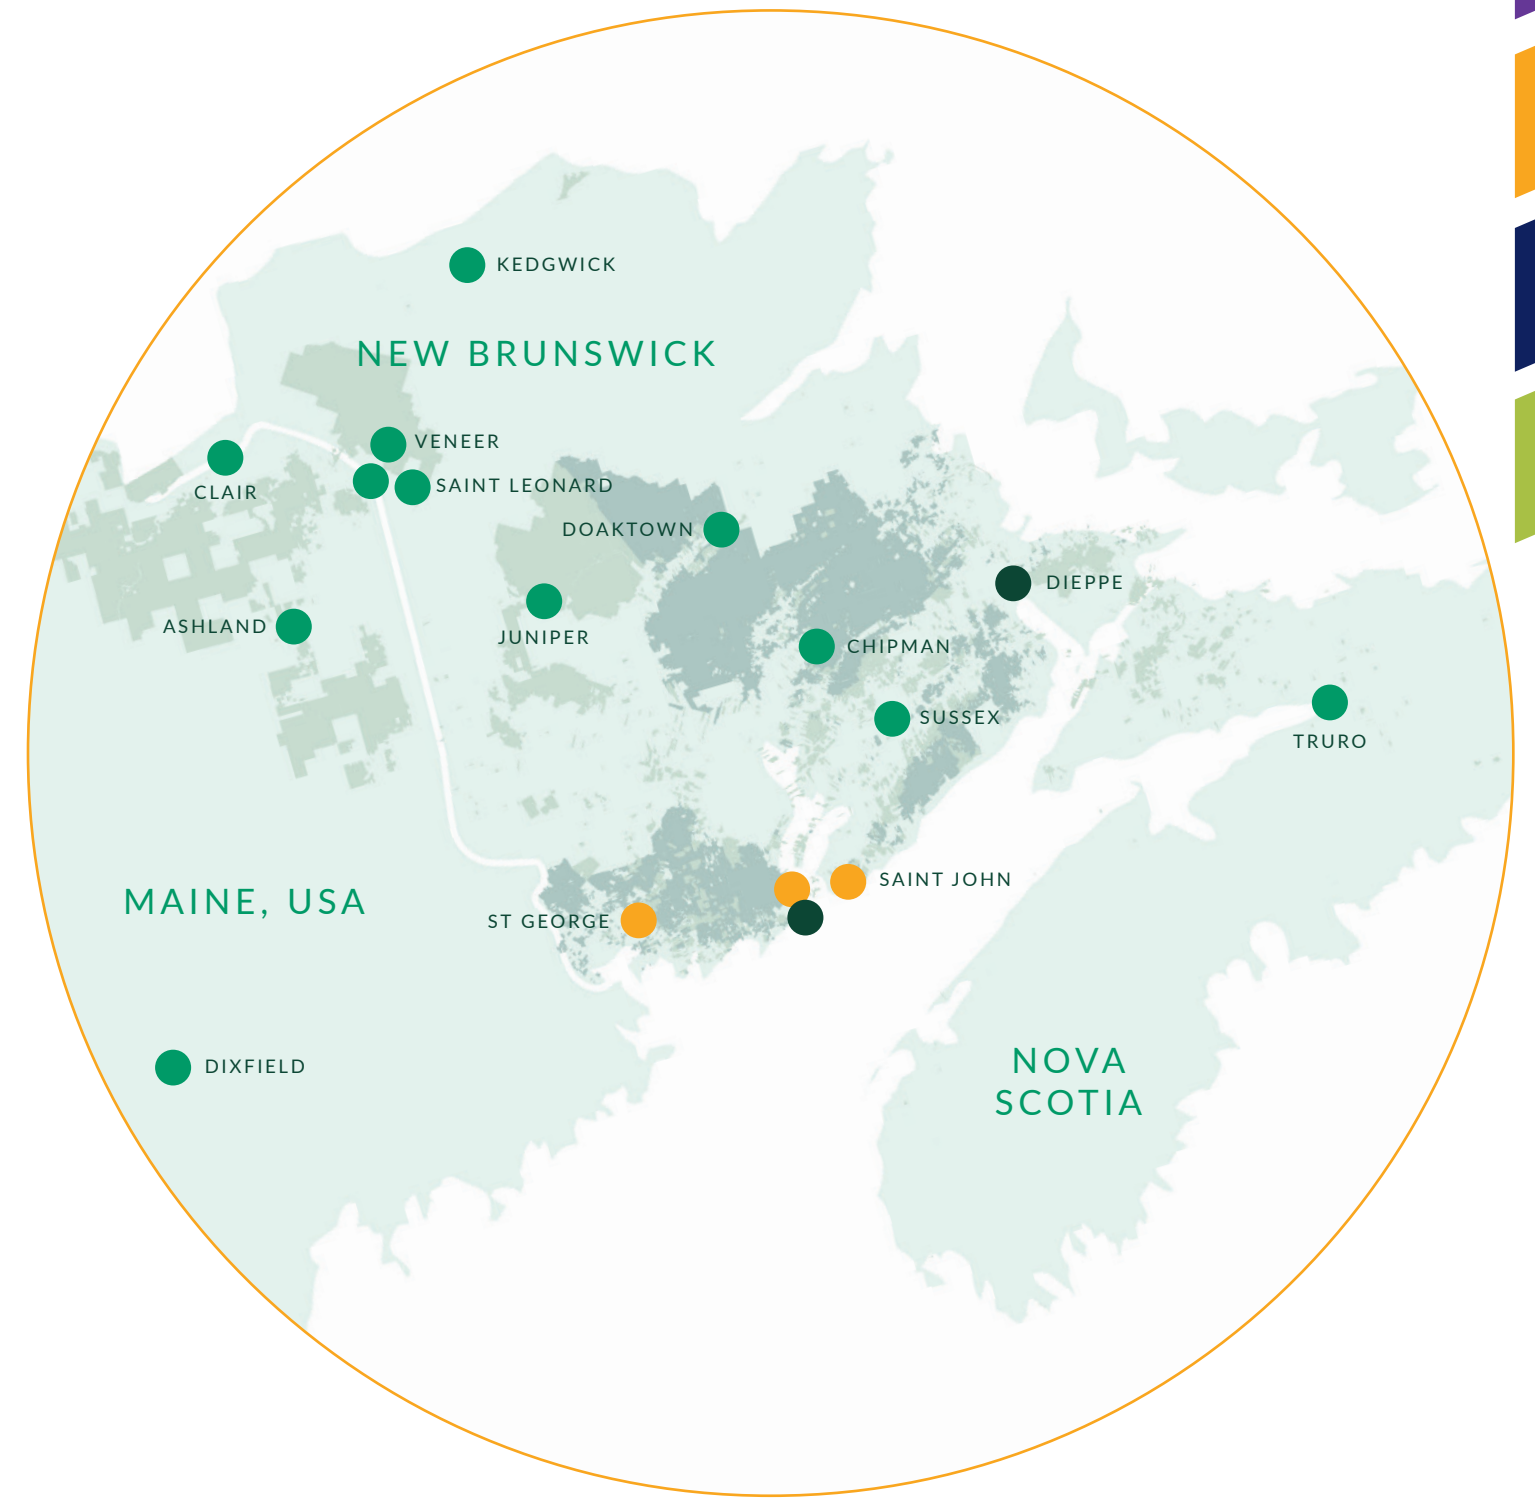 KEDGWICK
NEW BRUNSWICK
VENEER
CLAIR
SAINT LEONARD
DOAKTOWN
DIEPPE
ASHLAND
JUNIPER
CHIPMAN
SUSSEX
TRURO
MAINE, USA
SAINT JOHN
ST GEORGE
DIXFIELD
NOVA
SCOTIA